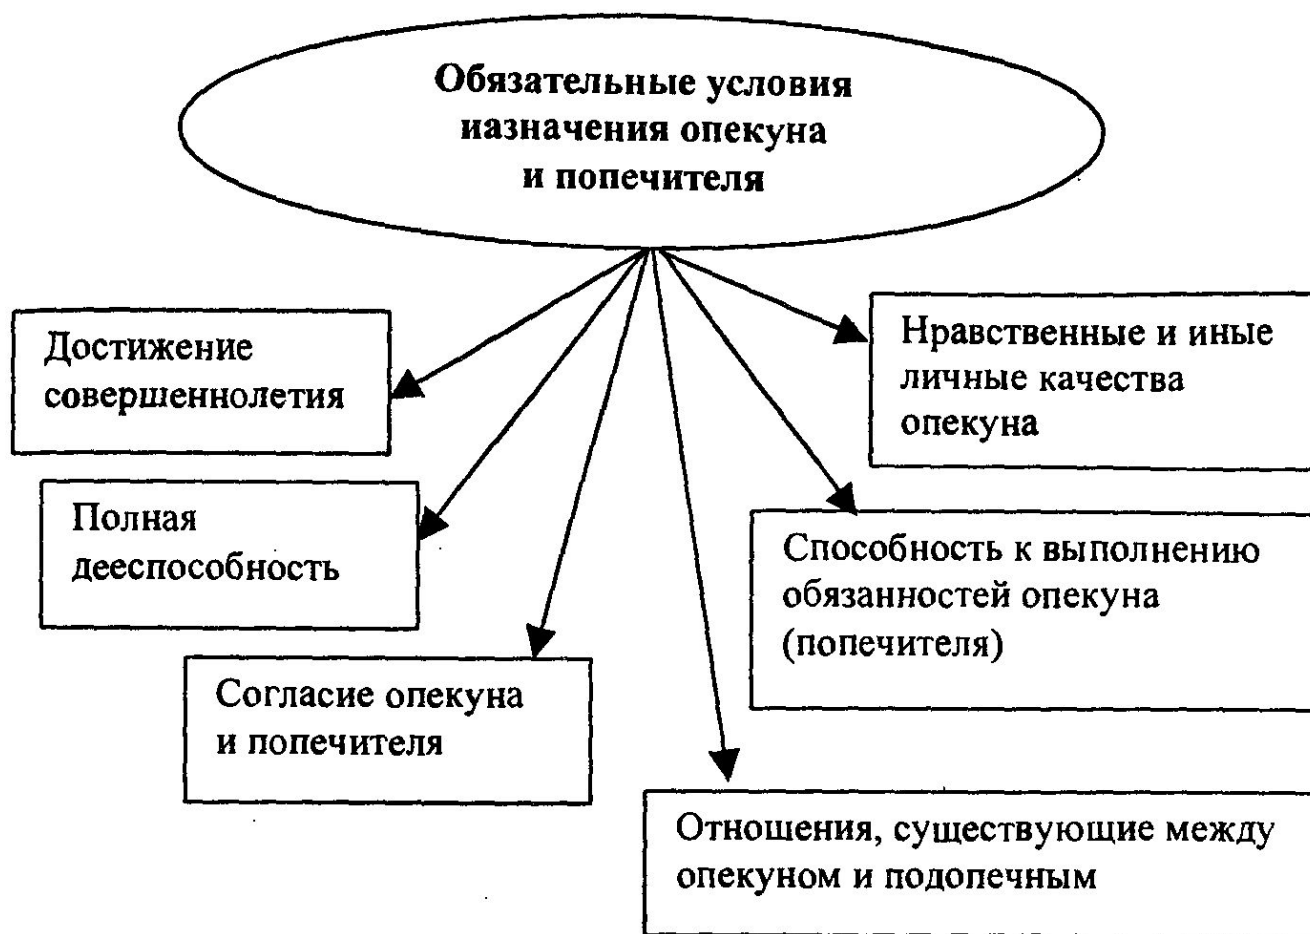 Обязательные условия
иазначения опекуна
и попечителя
Достижение
совершеннолетия
Нравственные и иные
личные качества
опекуна
Полная
дееспособность
Способность к выполнению
обязанностей опекуна
(попечителя)
Согласие опекуна
и попечителя
Отношения, существующие между
опекуном и подопечным